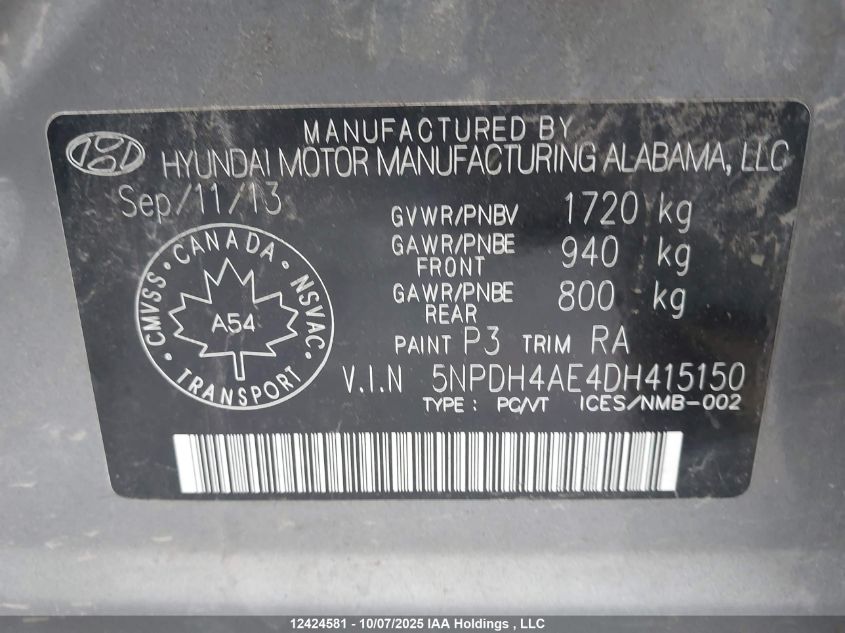 MANUFACTURED BY
HYUNDAI MOTOR MANUFACTURING ALABAMA, LLC
Sep/11/13
GVWR/PNBV 1720 kg
GAWR/PNBE FRONT 940 kg
GAWR/PNBE REAR 800 kg
PAINT P3 TRIM RA
CMVSS · CANADA · NSVAC · TRANSPORT ·
A54
V.I.N 5NPDH4AE4DH415150
TYPE : PC/VT ICES/NMB-002
12424581 - 10/07/2025 IAA Holdings , LLC